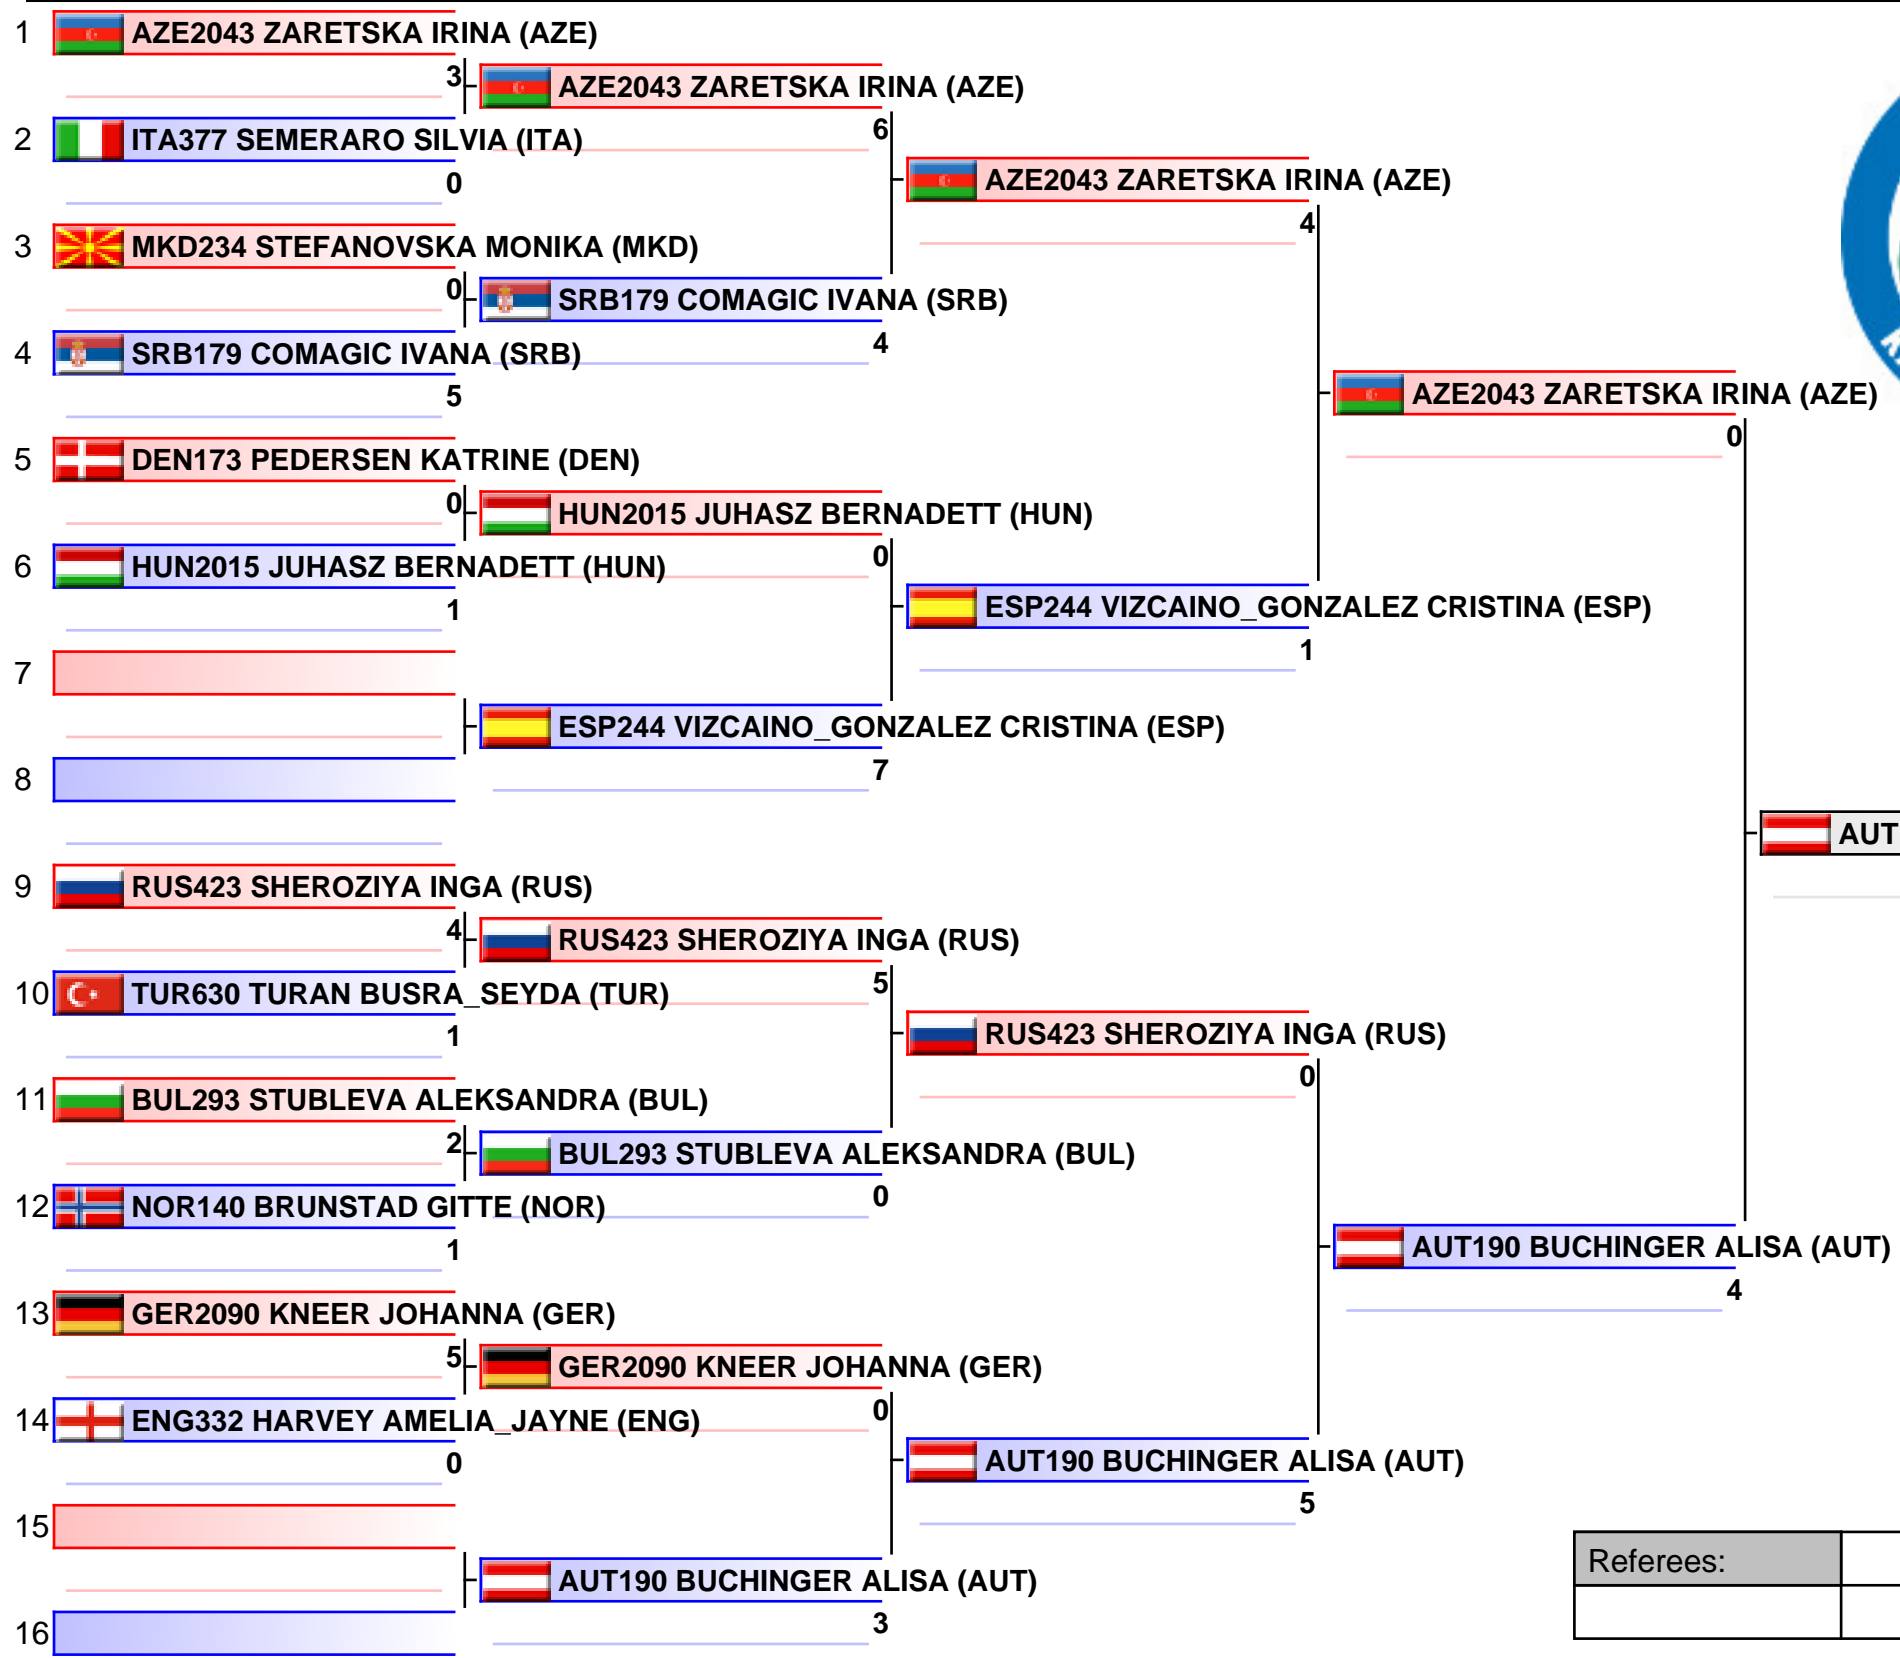 1 AZE2043 ZARETSKA IRINA (AZE)
3 AZE2043 ZARETSKA IRINA (AZE)
6
2 ITA377 SEMERARO SILVIA (ITA)
0 AZE2043 ZARETSKA IRINA (AZE)
4
3 MKD234 STEFANOVSKA MONIKA (MKD)
0 SRB179 COMAGIC IVANA (SRB)
4
4 SRB179 COMAGIC IVANA (SRB)
5 AZE2043 ZARETSKA IRINA (AZE)
0
5 DEN173 PEDERSEN KATRINE (DEN)
0 HUN2015 JUHASZ BERNADETT (HUN)
0
6 HUN2015 JUHASZ BERNADETT (HUN)
1 ESP244 VIZCAINO_GONZALEZ CRISTINA (ESP)
1
7
ESP244 VIZCAINO_GONZALEZ CRISTINA (ESP)
7
8
AUT
9 RUS423 SHEROZIYA INGA (RUS)
4 RUS423 SHEROZIYA INGA (RUS)
5
10 TUR630 TURAN BUSRA_SEYDA (TUR)
1 RUS423 SHEROZIYA INGA (RUS)
0
11 BUL293 STUBLEVA ALEKSANDRA (BUL)
2 BUL293 STUBLEVA ALEKSANDRA (BUL)
0
12 NOR140 BRUNSTAD GITTE (NOR)
1 AUT190 BUCHINGER ALISA (AUT)
4
13 GER2090 KNEER JOHANNA (GER)
5 GER2090 KNEER JOHANNA (GER)
0
14 ENG332 HARVEY AMELIA_JAYNE (ENG)
0 AUT190 BUCHINGER ALISA (AUT)
5
15
AUT190 BUCHINGER ALISA (AUT)
3
16
Referees: